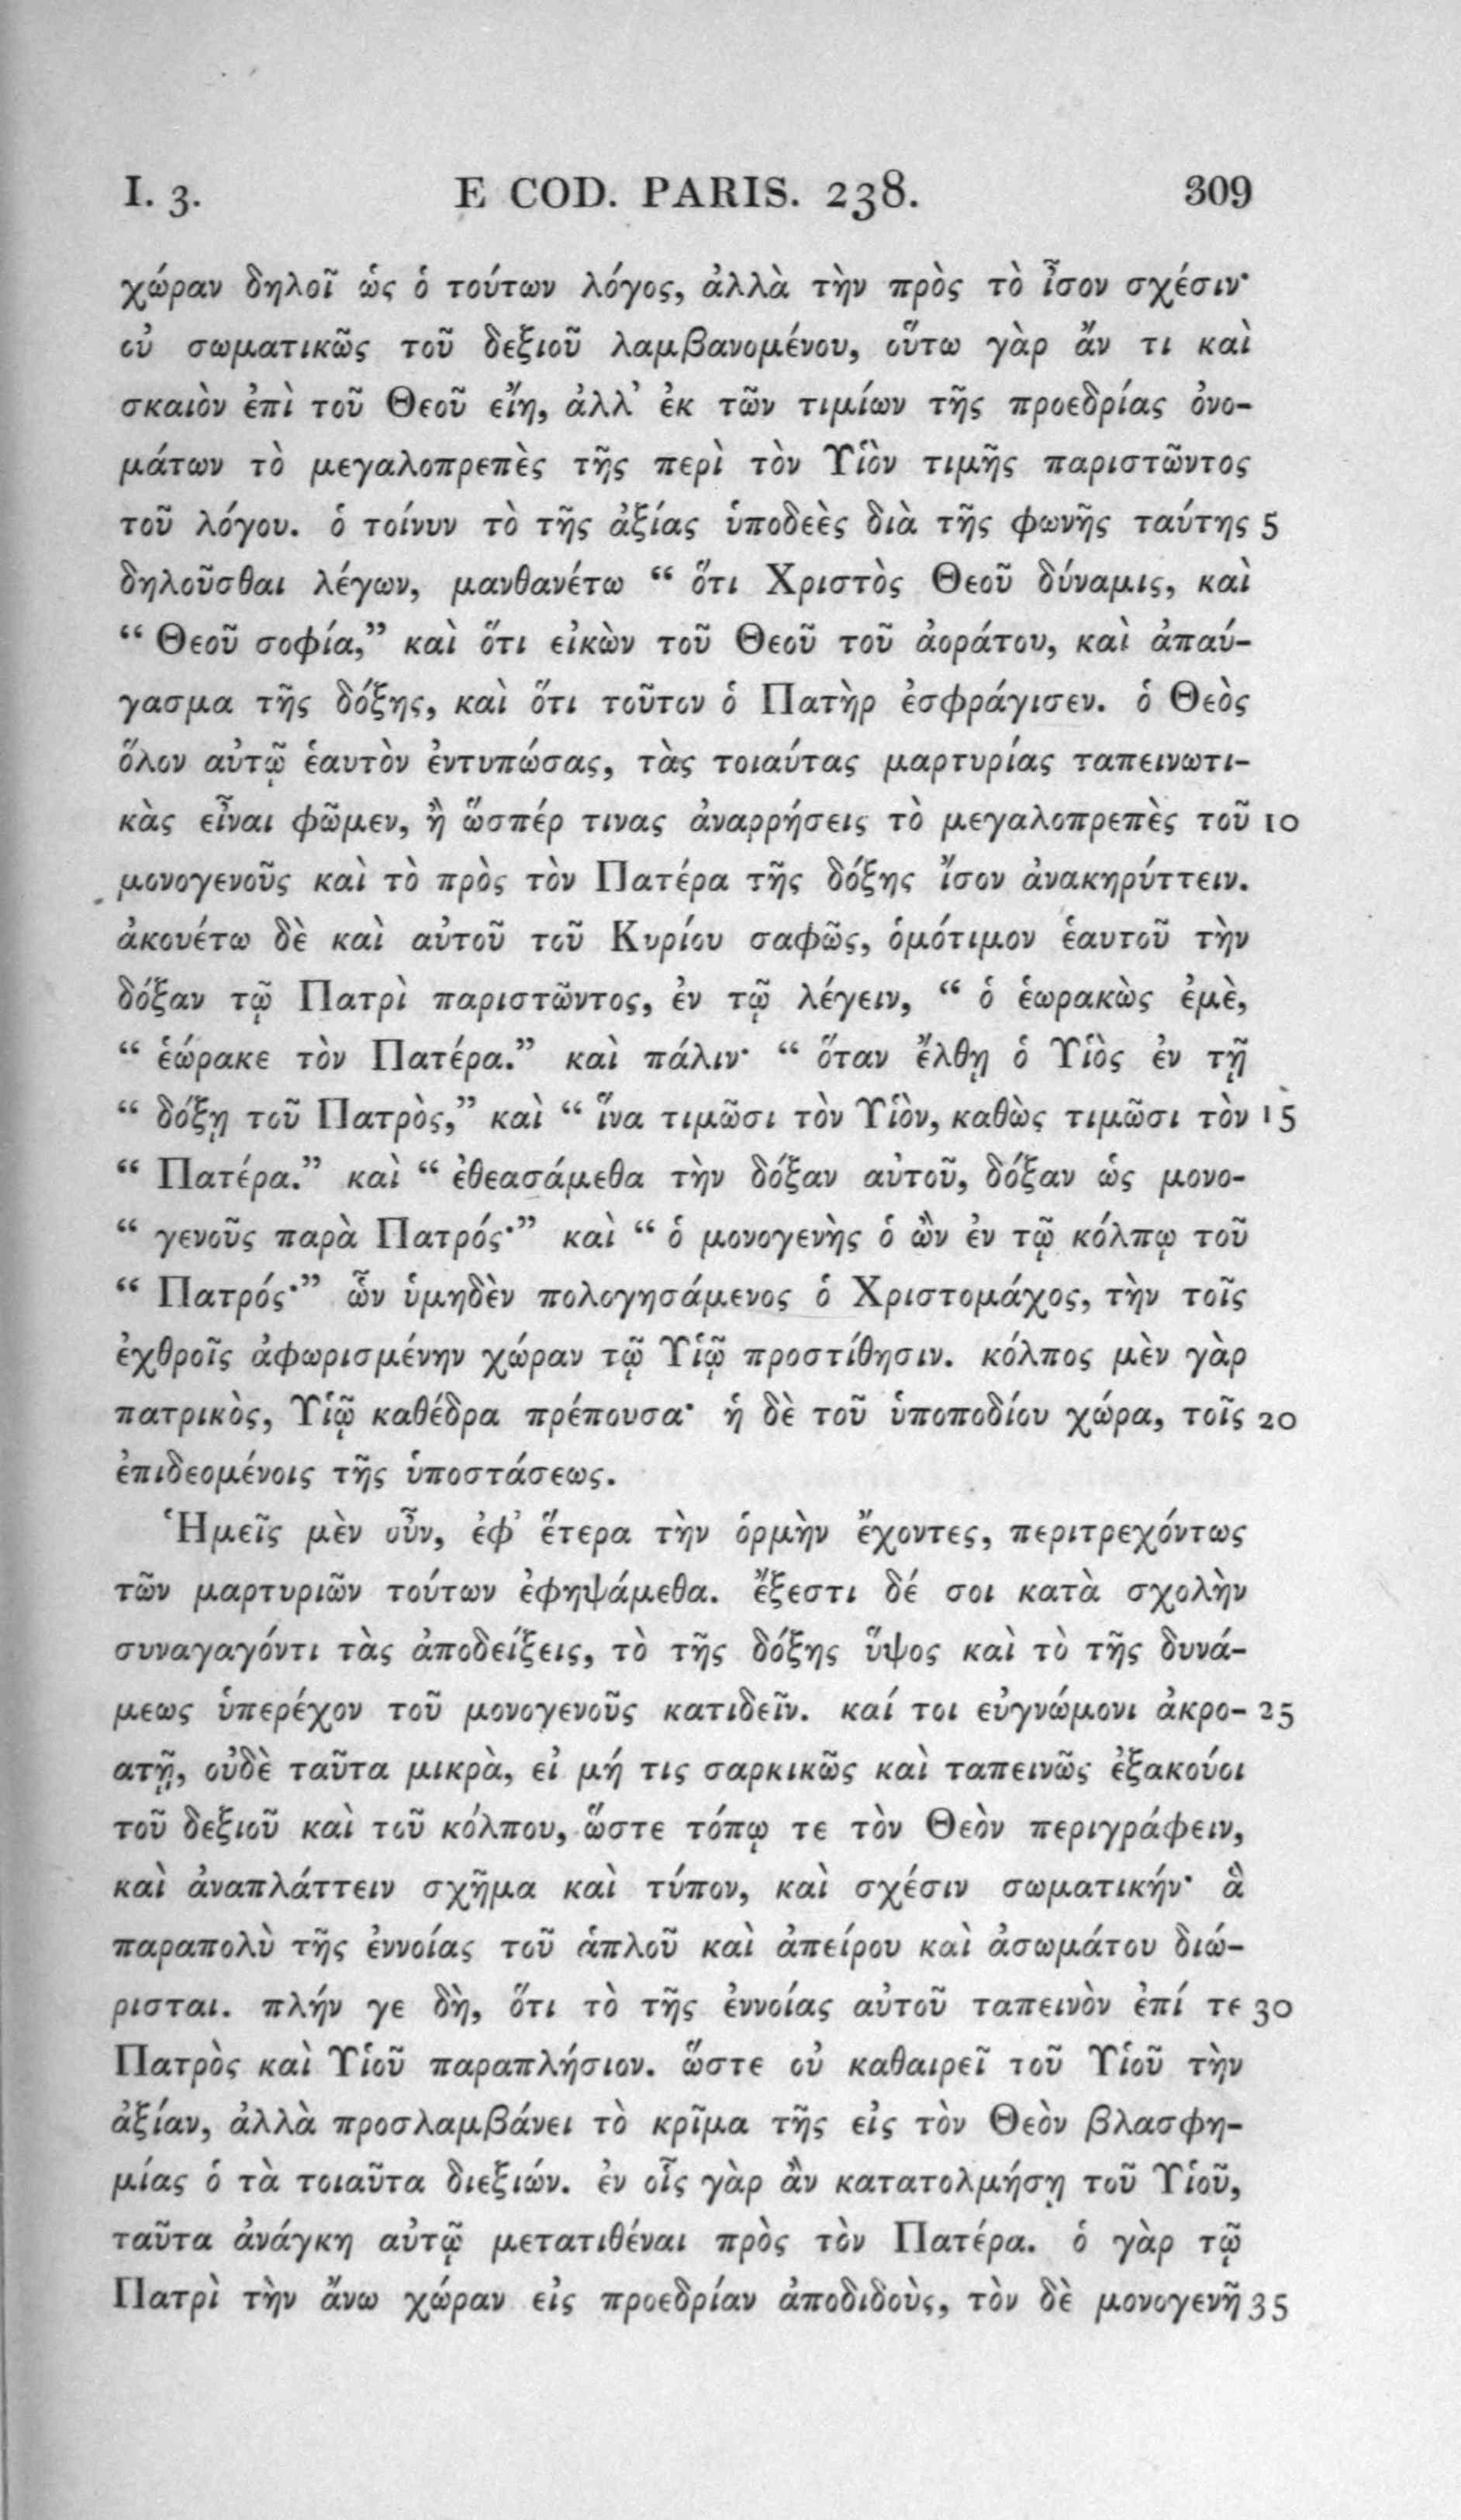 I. 3. E COD. PARIS. 238. 309
χώραν δηλοῖ ὡς ὁ τούτων λόγος, ἀλλὰ τὴν πρὸς τὸ ἶσον σχέσιν·
οὐ σωματικῶς τοῦ δεξιοῦ λαμβανομένου, οὕτω γὰρ ἄν τι καὶ
σκαιὸν ἐπὶ τοῦ Θεοῦ εἴη, ἀλλ’ ἐκ τῶν τιμίων τῆς προεδρίας ὀνο-
μάτων τὸ μεγαλοπρεπὲς τῆς περὶ τὸν Υἱὸν τιμῆς παριστῶντος
τοῦ λόγου. ὁ τοίνυν τὸ τῆς ἀξίας ὑποδεὲς διὰ τῆς φωνῆς ταύτης 5
δηλοῦσθαι λέγων, μανθανέτω “ ὅτι Χριστὸς Θεοῦ δύναμις, καὶ
“ Θεοῦ σοφία,” καὶ ὅτι εἰκὼν τοῦ Θεοῦ τοῦ ἀοράτου, καὶ ἀπαύ-
γασμα τῆς δόξης, καὶ ὅτι τοῦτον ὁ Πατὴρ ἐσφράγισεν. ὁ Θεὸς
ὅλον αὐτῷ ἑαυτὸν ἐντυπώσας, τὰς τοιαύτας μαρτυρίας ταπεινωτι-
κὰς εἶναι φῶμεν, ἢ ὥσπέρ τινας ἀναρρήσεις τὸ μεγαλοπρεπὲς τοῦ 10
μονογενοῦς καὶ τὸ πρὸς τὸν Πατέρα τῆς δόξης ἴσον ἀνακηρύττειν.
ἀκουέτω δὲ καὶ αὐτοῦ τοῦ Κυρίου σαφῶς, ὁμότιμον ἑαυτοῦ τὴν
δόξαν τῷ Πατρὶ παριστῶντος, ἐν τῷ λέγειν, “ ὁ ἑωρακὼς ἐμὲ,
“ ἑώρακε τὸν Πατέρα.” καὶ πάλιν· “ ὅταν ἔλθῃ ὁ Υἱὸς ἐν τῇ
“ δόξῃ τοῦ Πατρὸς,” καὶ “ ἵνα τιμῶσι τὸν Υἱὸν, καθὼς τιμῶσι τὸν 15
“ Πατέρα.” καὶ “ ἐθεασάμεθα τὴν δόξαν αὐτοῦ, δόξαν ὡς μονο-
“ γενοῦς παρὰ Πατρός·” καὶ “ ὁ μονογενὴς ὁ ὢν ἐν τῷ κόλπῳ τοῦ
“ Πατρός·” ὧν ὑμηδὲν πολογησάμενος ὁ Χριστομάχος, τὴν τοῖς
ἐχθροῖς ἀφωρισμένην χώραν τῷ Υἱῷ προστίθησιν. κόλπος μὲν γὰρ
πατρικὸς, Υἱῷ καθέδρα πρέπουσα· ἡ δὲ τοῦ ὑποποδίου χώρα, τοῖς 20
ἐπιδεομένοις τῆς ὑποστάσεως.
Ἡμεῖς μὲν οὖν, ἐφ’ ἕτερα τὴν ὁρμὴν ἔχοντες, περιτρεχόντως
τῶν μαρτυριῶν τούτων ἐφηψάμεθα. ἔξεστι δέ σοι κατὰ σχολὴν
συναγαγόντι τὰς ἀποδείξεις, τὸ τῆς δόξης ὕψος καὶ τὸ τῆς δυνά-
μεως ὑπερέχον τοῦ μονογενοῦς κατιδεῖν. καί τοι εὐγνώμονι ἀκρο- 25
ατῇ, οὐδὲ ταῦτα μικρὰ, εἰ μή τις σαρκικῶς καὶ ταπεινῶς ἐξακούοι
τοῦ δεξιοῦ καὶ τοῦ κόλπου, ὥστε τόπῳ τε τὸν Θεὸν περιγράφειν,
καὶ ἀναπλάττειν σχῆμα καὶ τύπον, καὶ σχέσιν σωματικήν· ἃ
παραπολὺ τῆς ἐννοίας τοῦ ἁπλοῦ καὶ ἀπείρου καὶ ἀσωμάτου διώ-
ρισται. πλήν γε δὴ, ὅτι τὸ τῆς ἐννοίας αὐτοῦ ταπεινὸν ἐπί τε 30
Πατρὸς καὶ Υἱοῦ παραπλήσιον. ὥστε οὐ καθαιρεῖ τοῦ Υἱοῦ τὴν
ἀξίαν, ἀλλὰ προσλαμβάνει τὸ κρῖμα τῆς εἰς τὸν Θεὸν βλασφη-
μίας ὁ τὰ τοιαῦτα διεξιών. ἐν οἷς γὰρ ἂν κατατολμήσῃ τοῦ Υἱοῦ,
ταῦτα ἀνάγκη αὐτῷ μετατιθέναι πρὸς τὸν Πατέρα. ὁ γὰρ τῷ
Πατρὶ τὴν ἄνω χώραν εἰς προεδρίαν ἀποδιδοὺς, τὸν δὲ μονογενῆ 35